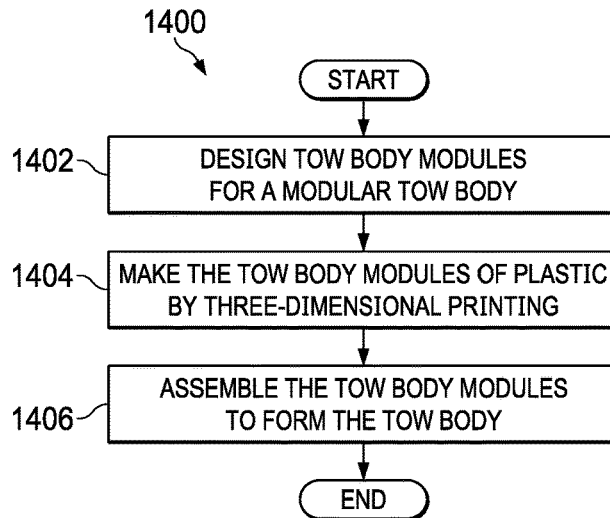 1400
START
1402
DESIGN TOW BODY MODULES
FOR A MODULAR TOW BODY
1404
MAKE THE TOW BODY MODULES OF PLASTIC
BY THREE-DIMENSIONAL PRINTING
1406
ASSEMBLE THE TOW BODY MODULES
TO FORM THE TOW BODY
END